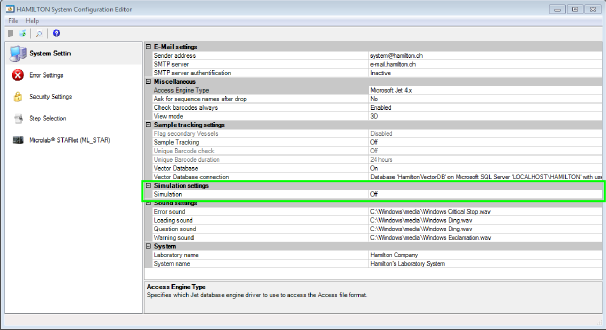 HAMILTON System Configuration Editor
File Help
System Settin
Error Settings
Security Settings
Step Selection
Microlab® STARlet (ML_STAR)
E-Mail settings
Sender address system@hamilton.ch
SMTP server e-mail.hamilton.ch
SMTP server authentification Inactive
Miscellaneous
Access Engine Type Microsoft Jet 4.x
Ask for sequence names after drop No
Check barcodes always Enabled
View mode 3D
Sample tracking settings
Flag secondary Vessels Disabled
Sample Tracking Off
Unique Barcode check Off
Unique Barcode duration 24 hours
Vector Database On
Vector Database connection Database 'HamiltonVectorDB' on Microsoft SQL Server 'LOCALHOST\HAMILTON' with use
Simulation settings
Simulation Off
Sound settings
Error sound C:\Windows\media\Windows Critical Stop.wav
Loading sound C:\Windows\media\Windows Ding.wav
Question sound C:\Windows\media\Windows Ding.wav
Warning sound C:\Windows\media\Windows Exclamation.wav
System
Laboratory name Hamilton Company
System name Hamilton's Laboratory System
Access Engine Type
Specifies which Jet database engine driver to use to access the Access file format.